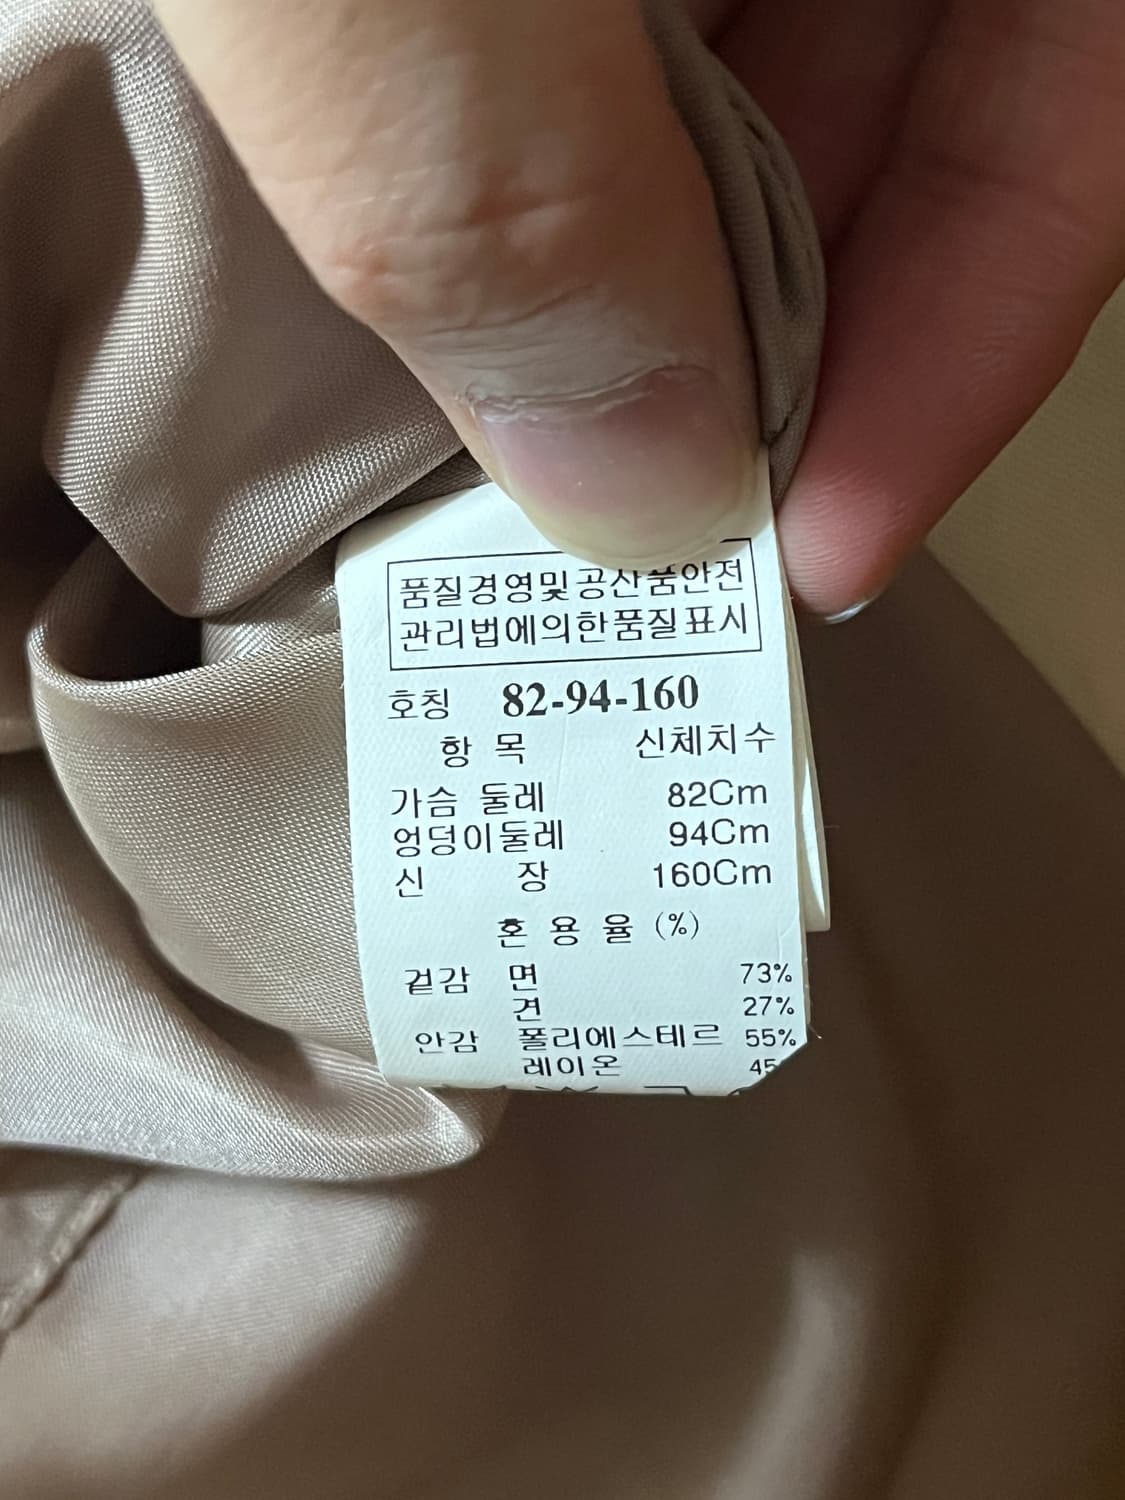 품질경영및공산품안전
관리법에의한품질표시
호칭 82-94-160
항 목 신체치수
가슴 둘레 82Cm
엉덩이둘레 94Cm
신 장 160Cm
혼 용 율 (%)
겉감 면 73%
견 27%
안감 폴리에스테르 55%
레이온 45